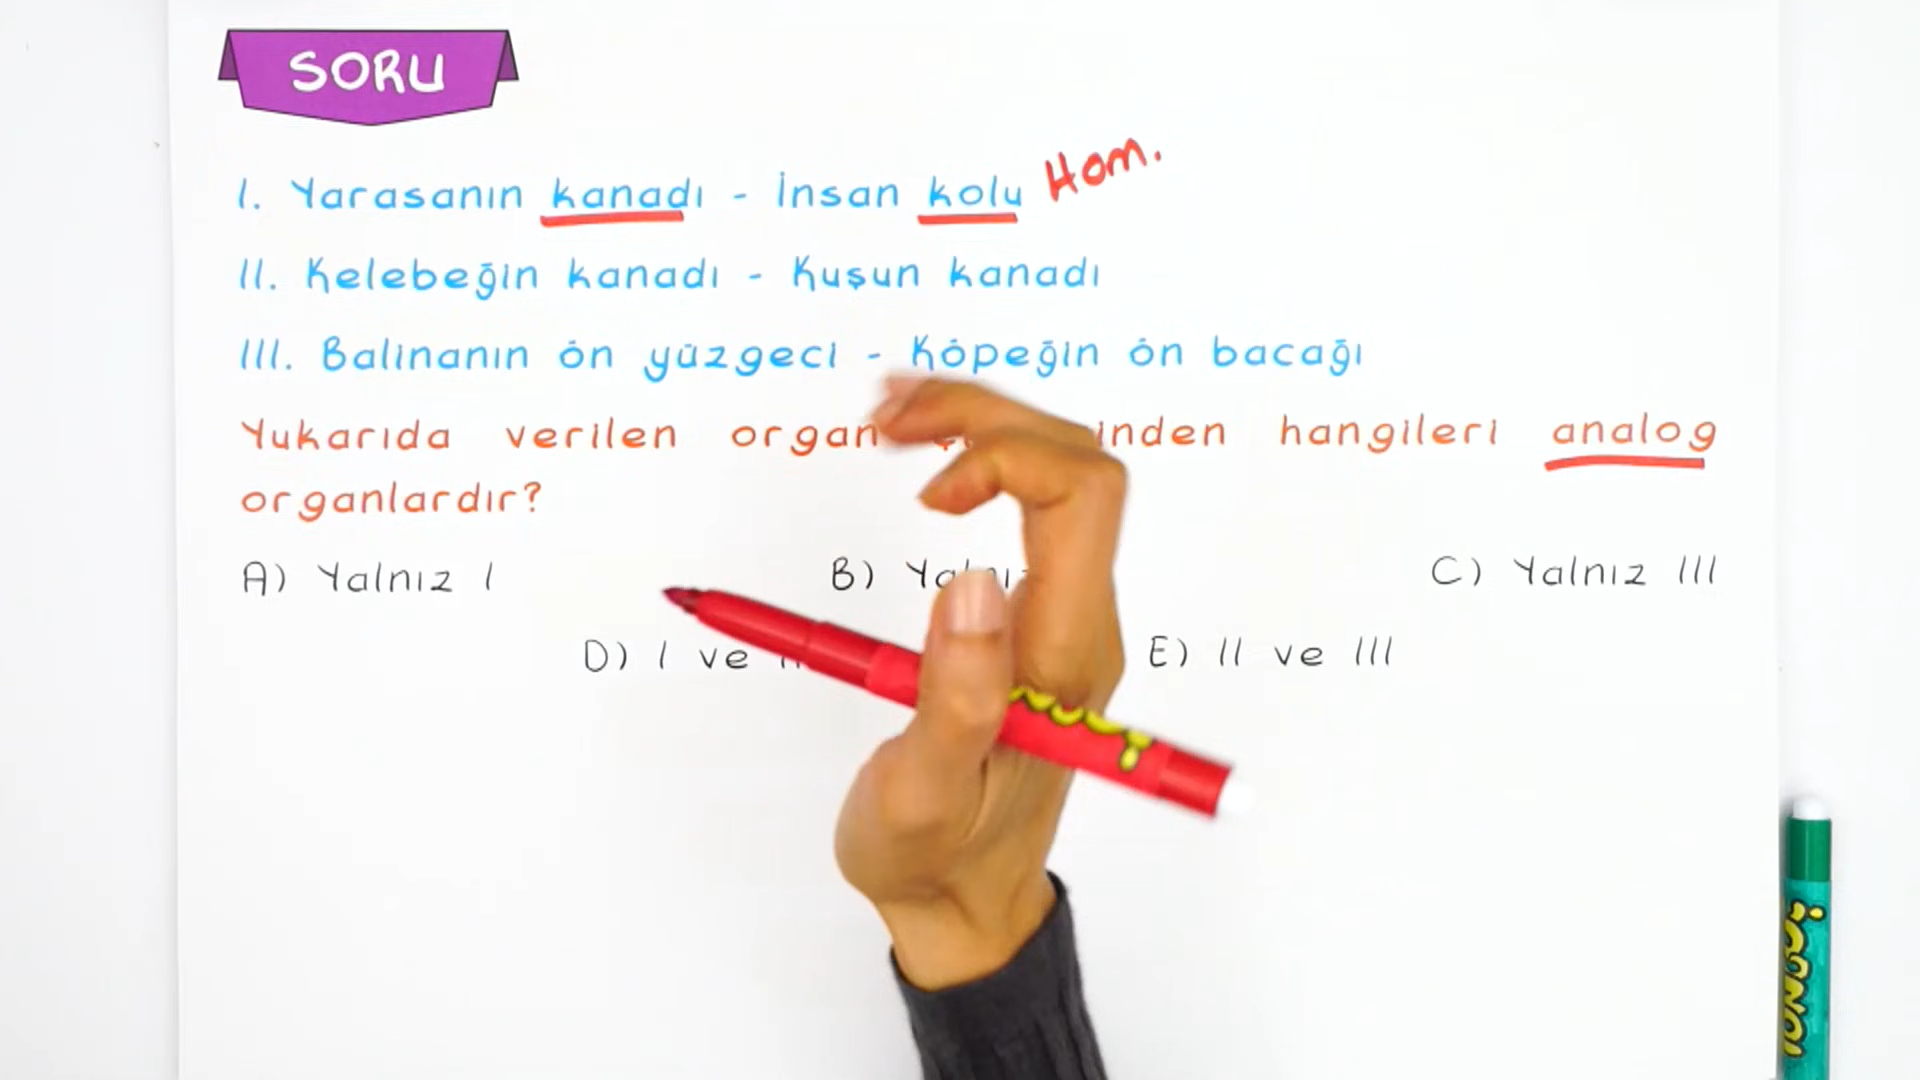 SORU
I. Yarasanın kanadı - İnsan kolu Hom.
II. Kelebeğin kanadı - Kuşun kanadı
III. Balinanın ön yüzgeci - Köpeğin ön bacağı
Yukarıda verilen organ hangileri analog
organlardır?
A) Yalnız I B) C) Yalnız III
D) I ve E) II ve III